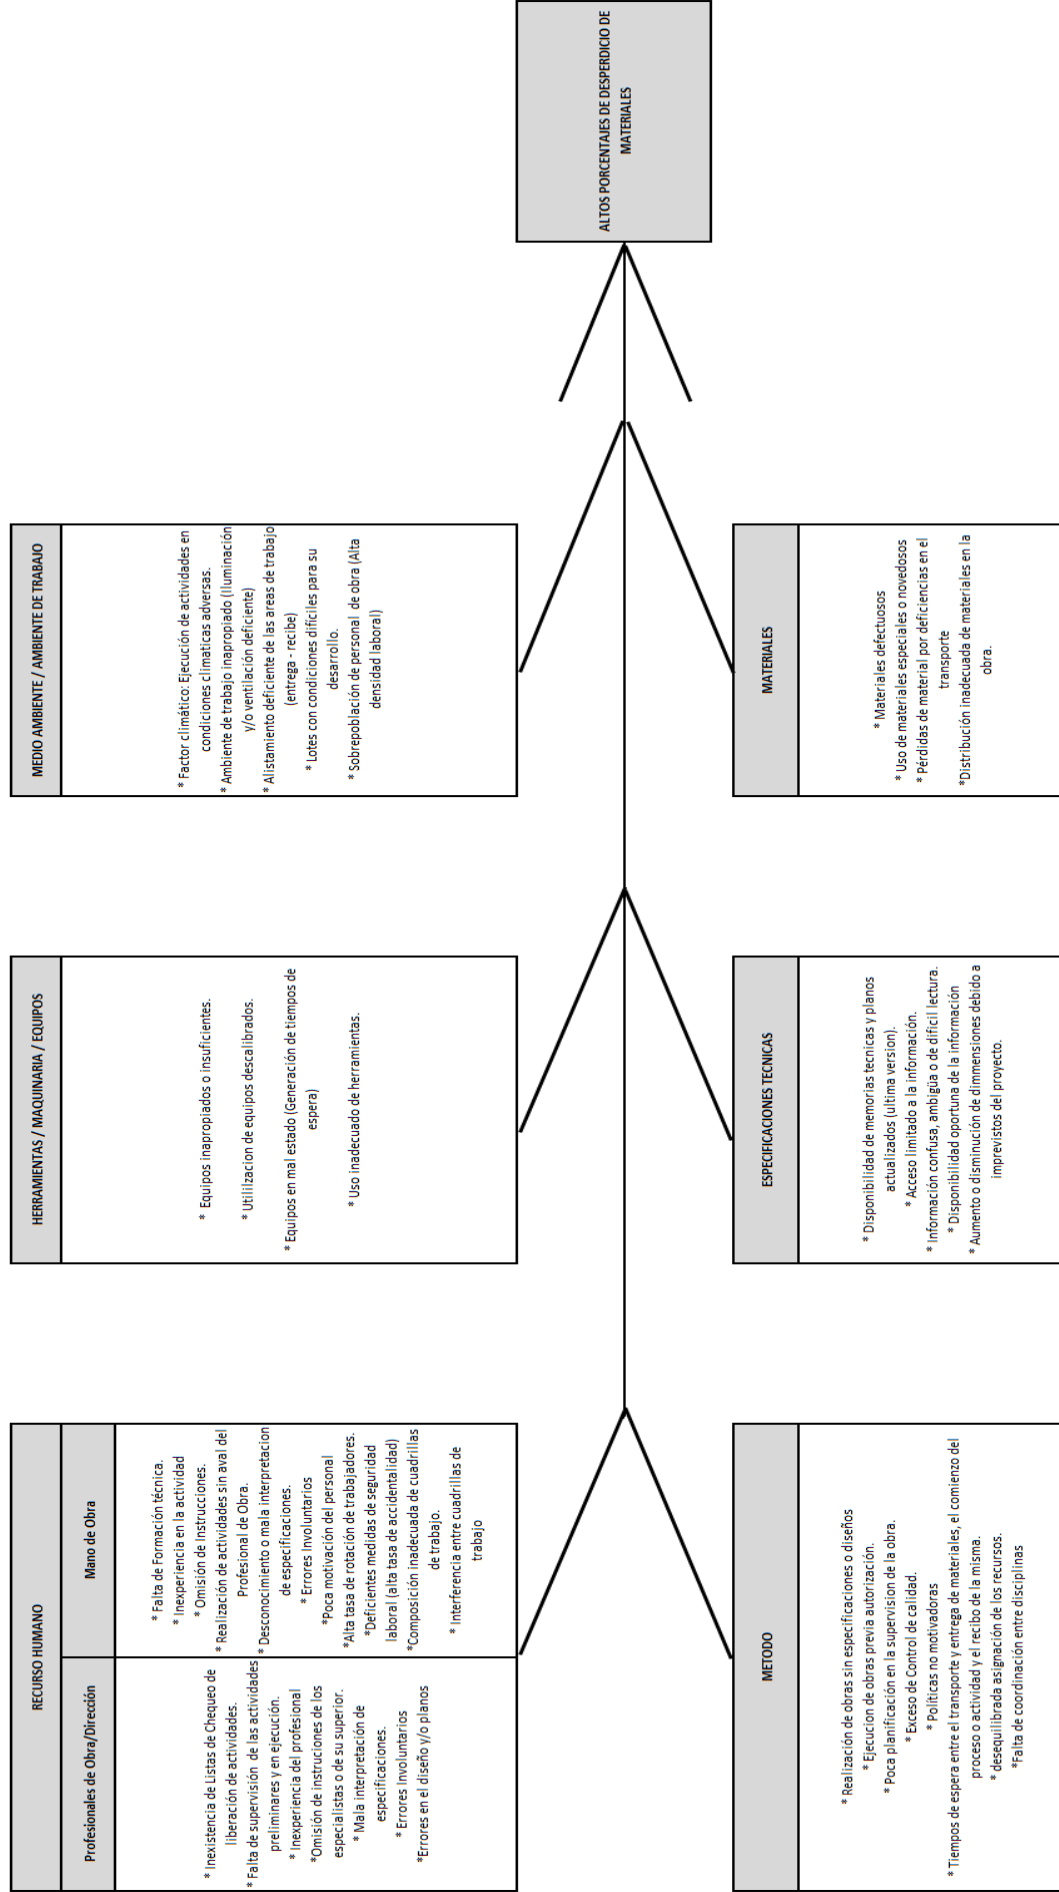 RECURSO HUMANO
Profesionales de Obra/Dirección
Mano de Obra
* Inexistencia de Listas de Chequeo de
liberación de actividades.
* Falta de supervisión de las actividades
preliminares y en ejecución.
* Inexperiencia del profesional
*Omisión de instruciones de los
especialistas o de su superior.
* Mala interpretación de
especificaciones.
* Errores Involuntarios
*Errores en el diseño y/o planos
* Falta de Formación técnica.
* Inexperiencia en la actividad
* Omisión de Instrucciones.
* Realización de actividades sin aval del
Profesional de Obra.
* Desconocimiento o mala interpretacion
de especificaciones.
* Errores Involuntarios
*Poca motivación del personal
*Alta tasa de rotación de trabajadores.
*Deficientes medidas de seguridad
laboral (alta tasa de accidentalidad)
*Composición inadecuada de cuadrillas
de trabajo.
* Interferencia entre cuadrillas de
trabajo
HERRAMIENTAS / MAQUINARIA / EQUIPOS
* Equipos inapropiados o insuficientes.
* Utililzacion de equipos descalibrados.
* Equipos en mal estado (Generación de tiempos de
espera)
* Uso inadecuado de herramientas.
MEDIO AMBIENTE / AMBIENTE DE TRABAJO
* Factor climático: Ejecución de actividades en
condiciones climaticas adversas.
* Ambiente de trabajo inapropiado (Iluminación
y/o ventilación deficiente)
* Alistamiento deficiente de las areas de trabajo
(entrega - recibe)
* Lotes con condiciones difíciles para su
desarrollo.
* Sobrepoblación de personal de obra (Alta
densidad laboral)
ALTOS PORCENTAJES DE DESPERDICIO DE
MATERIALES
METODO
* Realización de obras sin especificaciones o diseños
* Ejecucion de obras previa autorización.
* Poca planificación en la supervision de la obra.
* Exceso de Control de calidad.
* Políticas no motivadoras
* Tiempos de espera entre el transporte y entrega de materiales, el comienzo del
proceso o actividad y el recibo de la misma.
* desequilibrada asignación de los recursos.
*Falta de coordinación entre disciplinas
ESPECIFICACIONES TECNICAS
* Disponibilidad de memorias tecnicas y planos
actualizados (ultima version).
* Acceso limitado a la información.
* Información confusa, ambigüa o de dificil lectura.
* Disponibilidad oportuna de la información
* Aumento o disminución de dimmensiones debido a
imprevistos del proyecto.
MATERIALES
* Materiales defectuosos
* Uso de materiales especiales o novedosos
* Pérdidas de material por deficiencias en el
transporte
*Distribución inadecuada de materiales en la
obra.